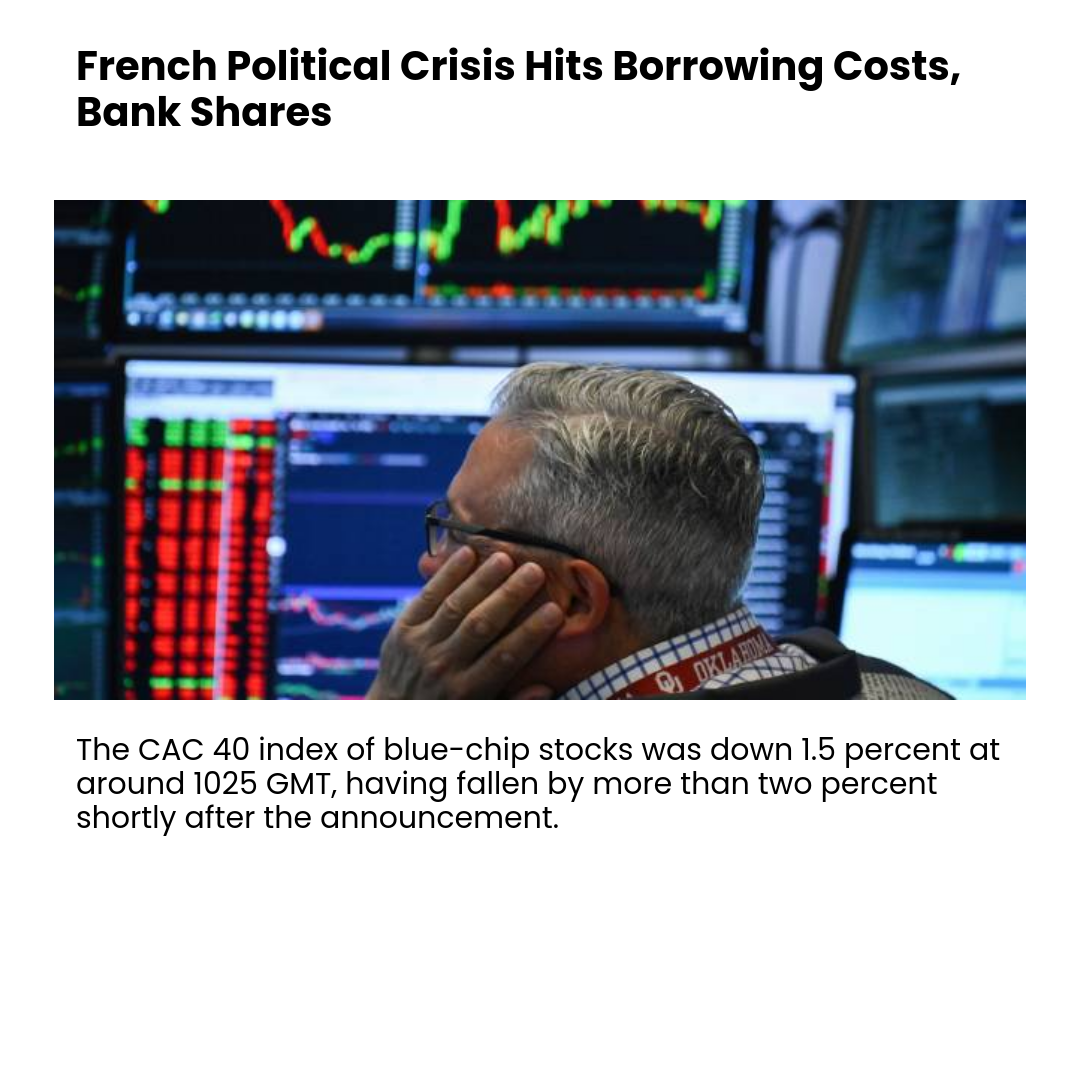 French Political Crisis Hits Borrowing Costs,
Bank Shares
OU
OKLAHOMA
The CAC 40 index of blue-chip stocks was down 1.5 percent at
around 1025 GMT, having fallen by more than two percent
shortly after the announcement.